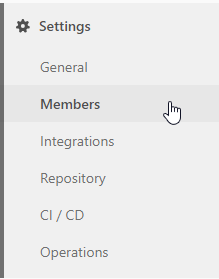 Settings
General
Members
Integrations
Repository
CI / CD
Operations